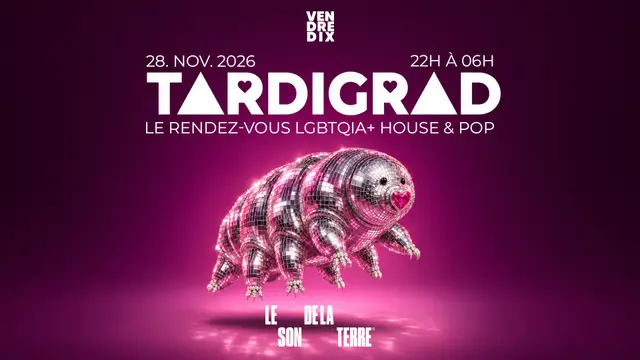 VEN
DRE
DIX
28. NOV. 2026 22H À 06H
TARDIGRAD
LE RENDEZ-VOUS LGBTQIA+ HOUSE & POP
LE DE LA
SON TERRE